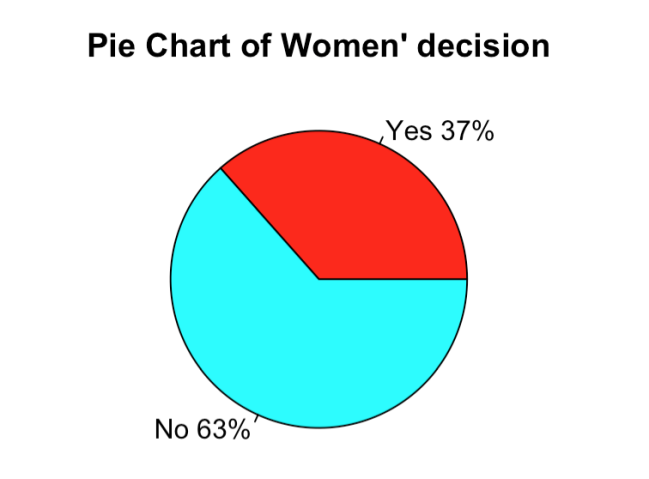 Pie Chart of Women' decision
Yes 37%
No 63%